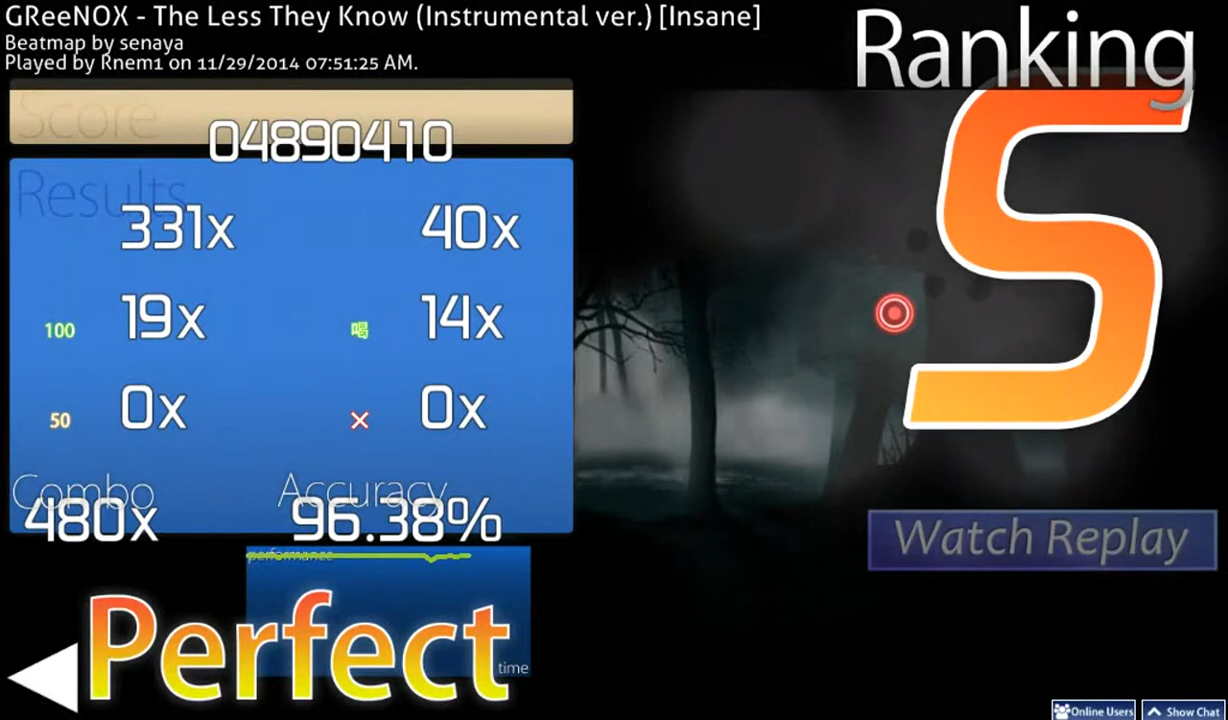 GReeNOX - The Less They Know (Instrumental ver.) [Insane]
Beatmap by senaya
Played by Rnem1 on 11/29/2014 07:51:25 AM.
Ranking
Score
04890410
S
Results
331x 40x
100 19x 喝 14x
50 0x 0x
Combo Accuracy
480x 96.38%
performance
Watch Replay
Perfect
time
Online Users
Show Chat